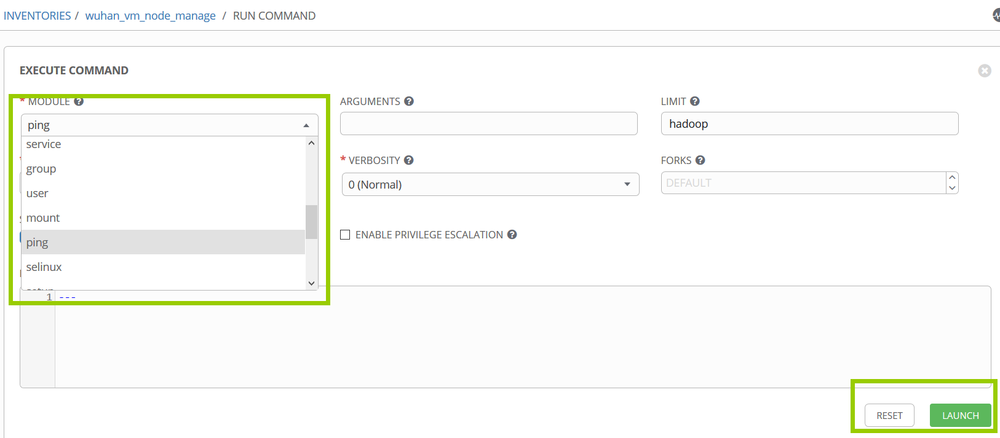 INVENTORIES / wuhan_vm_node_manage / RUN COMMAND
EXECUTE COMMAND
* MODULE ?
ping
service
group
user
mount
ping
selinux
ARGUMENTS ?
LIMIT ?
hadoop
* VERBOSITY ?
0 (Normal)
FORKS ?
DEFAULT
ENABLE PRIVILEGE ESCALATION ?
1 ---
RESET
LAUNCH